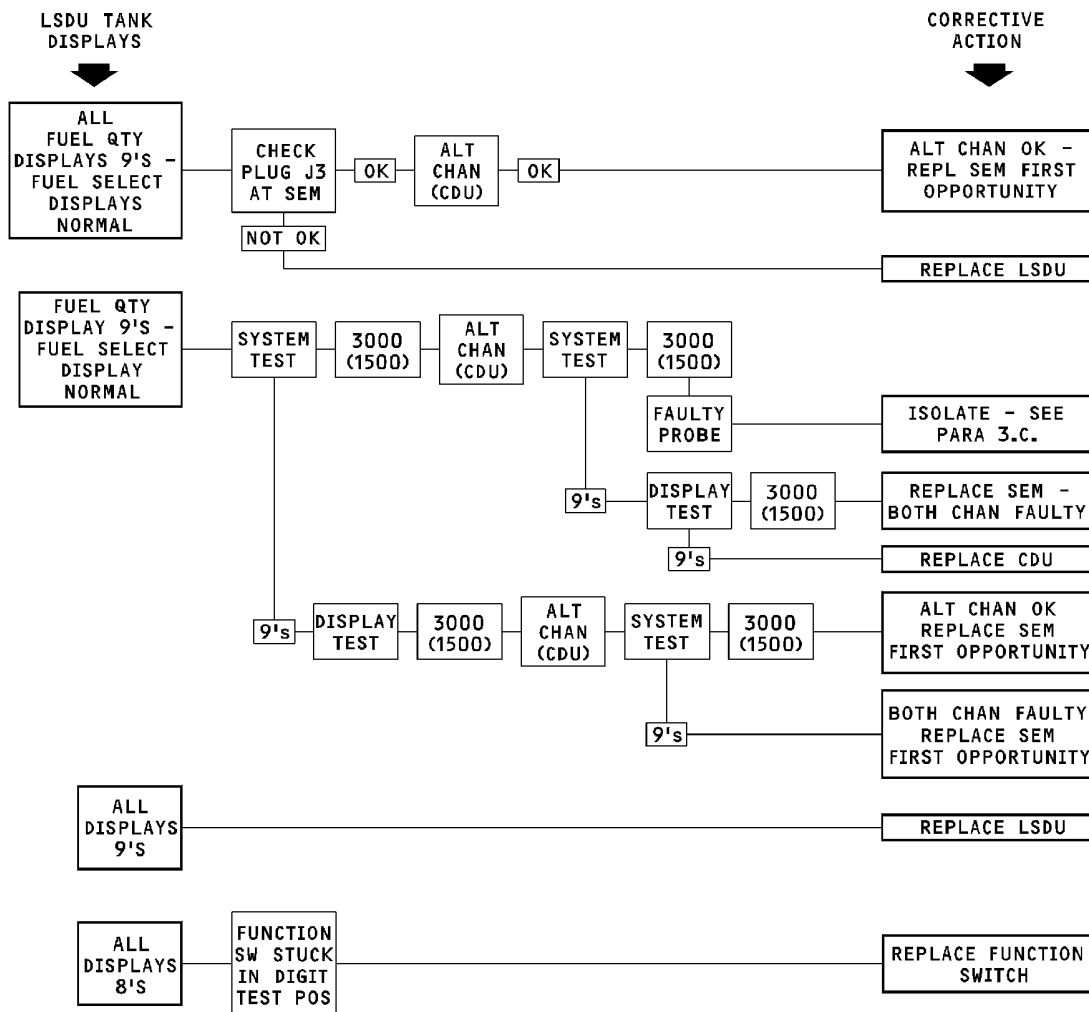 LSDU TANK
DISPLAYS
CORRECTIVE
ACTION
ALL
FUEL QTY
DISPLAYS 9'S -
FUEL SELECT
DISPLAYS
NORMAL
CHECK
PLUG J3
AT SEM
OK
ALT
CHAN
(CDU)
OK
ALT CHAN OK -
REPL SEM FIRST
OPPORTUNITY
NOT OK
REPLACE LSDU
FUEL QTY
DISPLAY 9'S -
FUEL SELECT
DISPLAY
NORMAL
SYSTEM
TEST
3000
(1500)
ALT
CHAN
(CDU)
SYSTEM
TEST
3000
(1500)
FAULTY
PROBE
ISOLATE - SEE
PARA 3.C.
9's
DISPLAY
TEST
3000
(1500)
REPLACE SEM -
BOTH CHAN FAULTY
9's
REPLACE CDU
9's
DISPLAY
TEST
3000
(1500)
ALT
CHAN
(CDU)
SYSTEM
TEST
3000
(1500)
ALT CHAN OK
REPLACE SEM
FIRST OPPORTUNITY
9's
BOTH CHAN FAULTY
REPLACE SEM
FIRST OPPORTUNITY
ALL
DISPLAYS
9'S
REPLACE LSDU
ALL
DISPLAYS
8'S
FUNCTION
SW STUCK
IN DIGIT
TEST POS
REPLACE FUNCTION
SWITCH